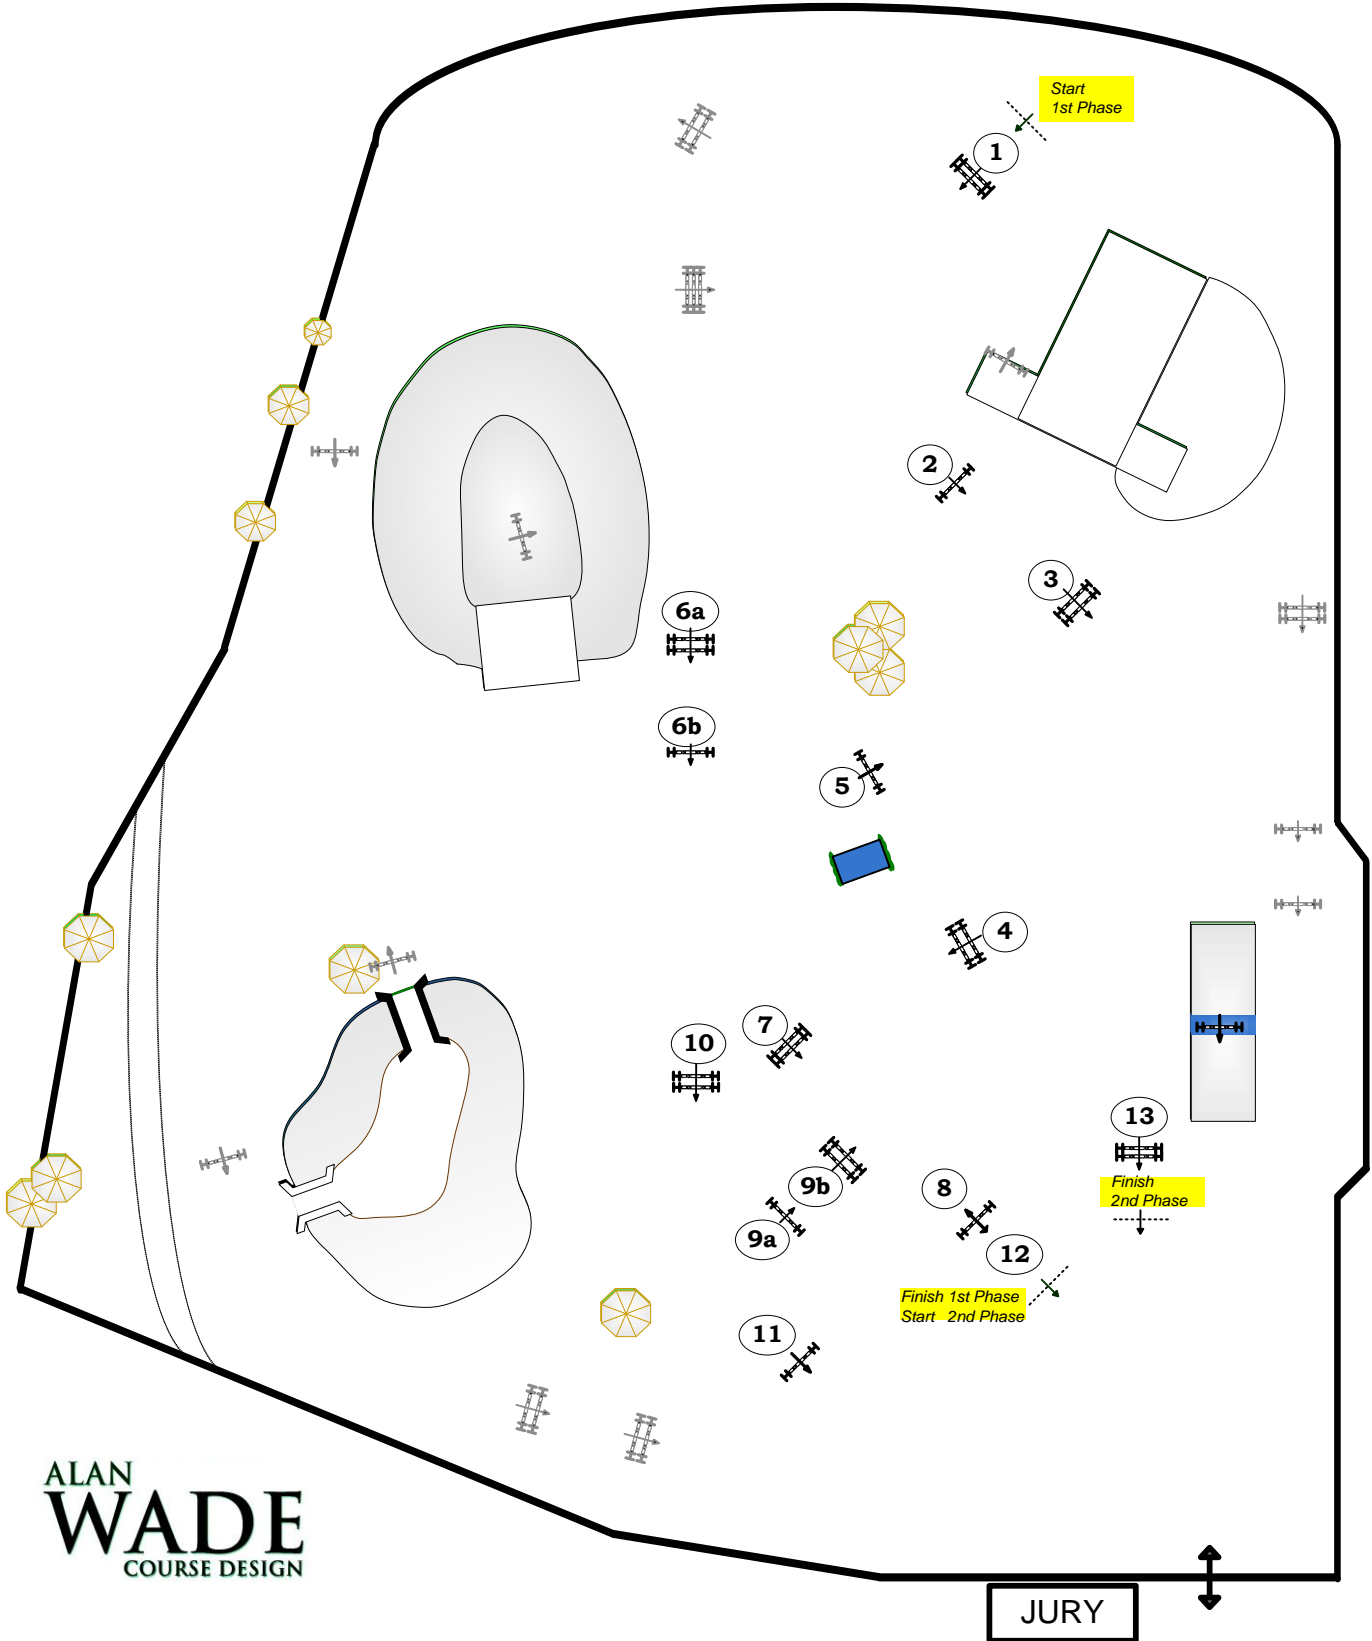 Start
1st Phase
1
2
3
6a
6b
5
4
7
10
13
9b
8
Finish
2nd Phase
9a
12
Finish 1st Phase
Start 2nd Phase
11
ALAN
WADE
COURSE DESIGN
JURY